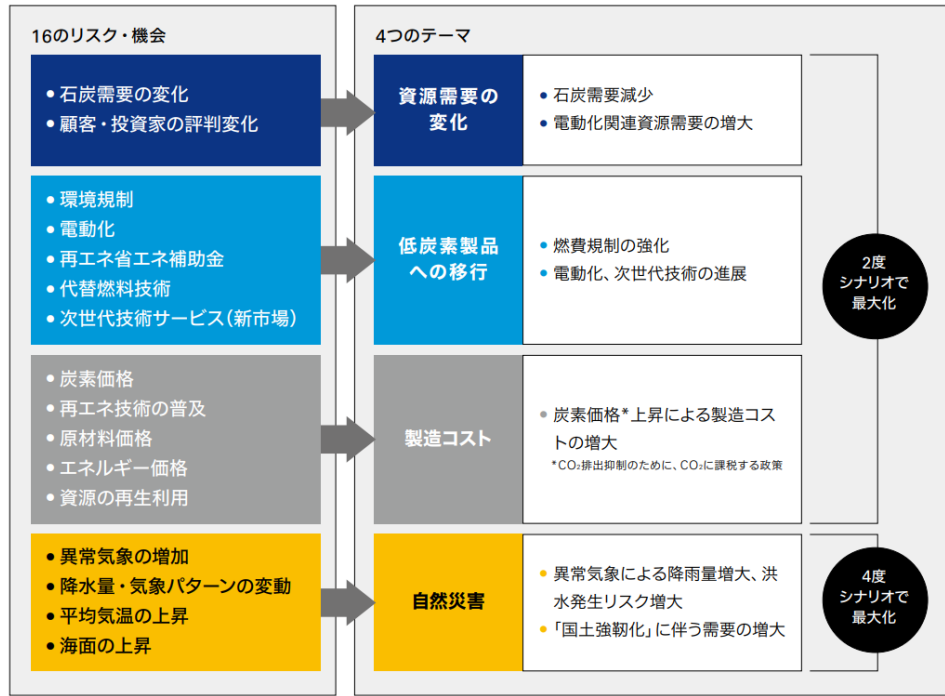 16のリスク・機会
4つのテーマ
• 石炭需要の変化
• 顧客・投資家の評判変化
資源需要の
変化
• 石炭需要減少
• 電動化関連資源需要の増大
• 環境規制
• 電動化
• 再エネ省エネ補助金
• 代替燃料技術
• 次世代技術サービス(新市場)
低炭素製品
への移行
• 燃費規制の強化
• 電動化、次世代技術の進展
2度
シナリオで
最大化
• 炭素価格
• 再エネ技術の普及
• 原材料価格
• エネルギー価格
• 資源の再生利用
製造コスト
• 炭素価格*上昇による製造コス
トの増大
*CO₂排出抑制のために、CO₂に課税する政策
• 異常気象の増加
• 降水量・気象パターンの変動
• 平均気温の上昇
• 海面の上昇
自然災害
• 異常気象による降雨量増大、洪
水発生リスク増大
• 「国土強靭化」に伴う需要の増大
4度
シナリオで
最大化